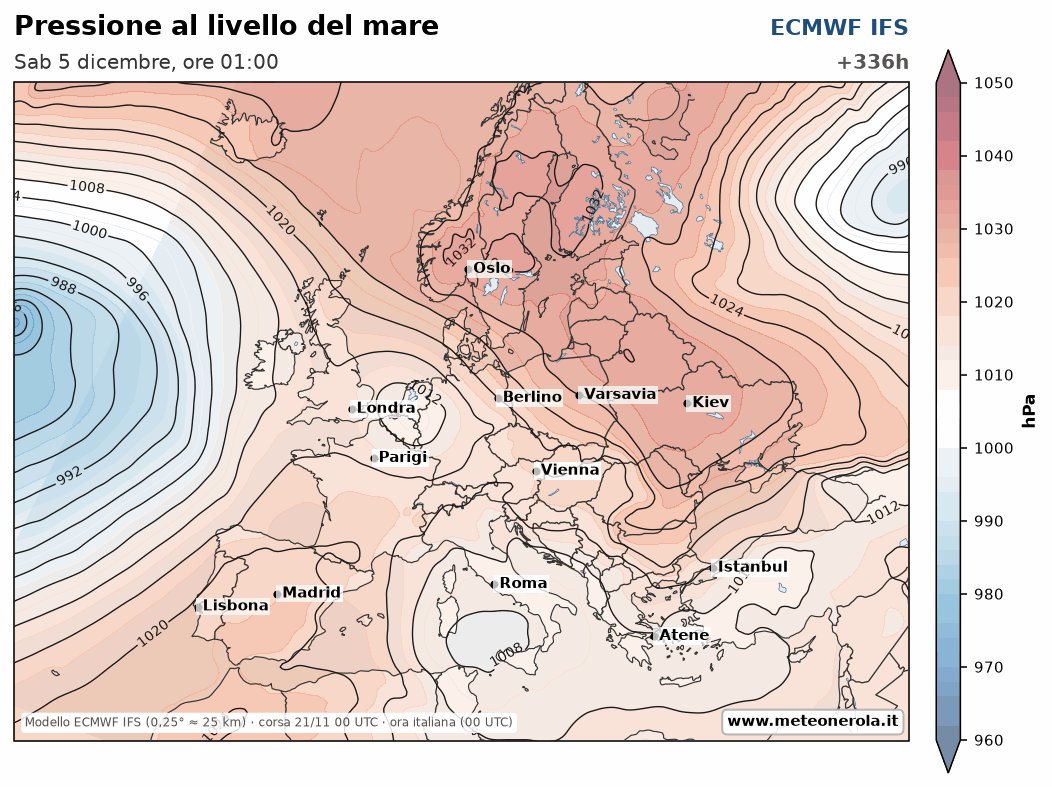 Pressione al livello del mare
ECMWF IFS
Sab 5 dicembre, ore 01:00
+336h
1008
1000
988
996
1020
1032
1032
Oslo
1024
990
1012
Londra
Parigi
Berlino
Varsavia
Kiev
Vienna
992
1012
Istanbul
Roma
Madrid
Lisbona
Atene
1008
1020
Modello ECMWF IFS (0,25° ≈ 25 km) · corsa 21/11 00 UTC · ora italiana (00 UTC)
www.meteonerola.it
1050
1040
1030
1020
1010
1000
990
980
970
960
hPa